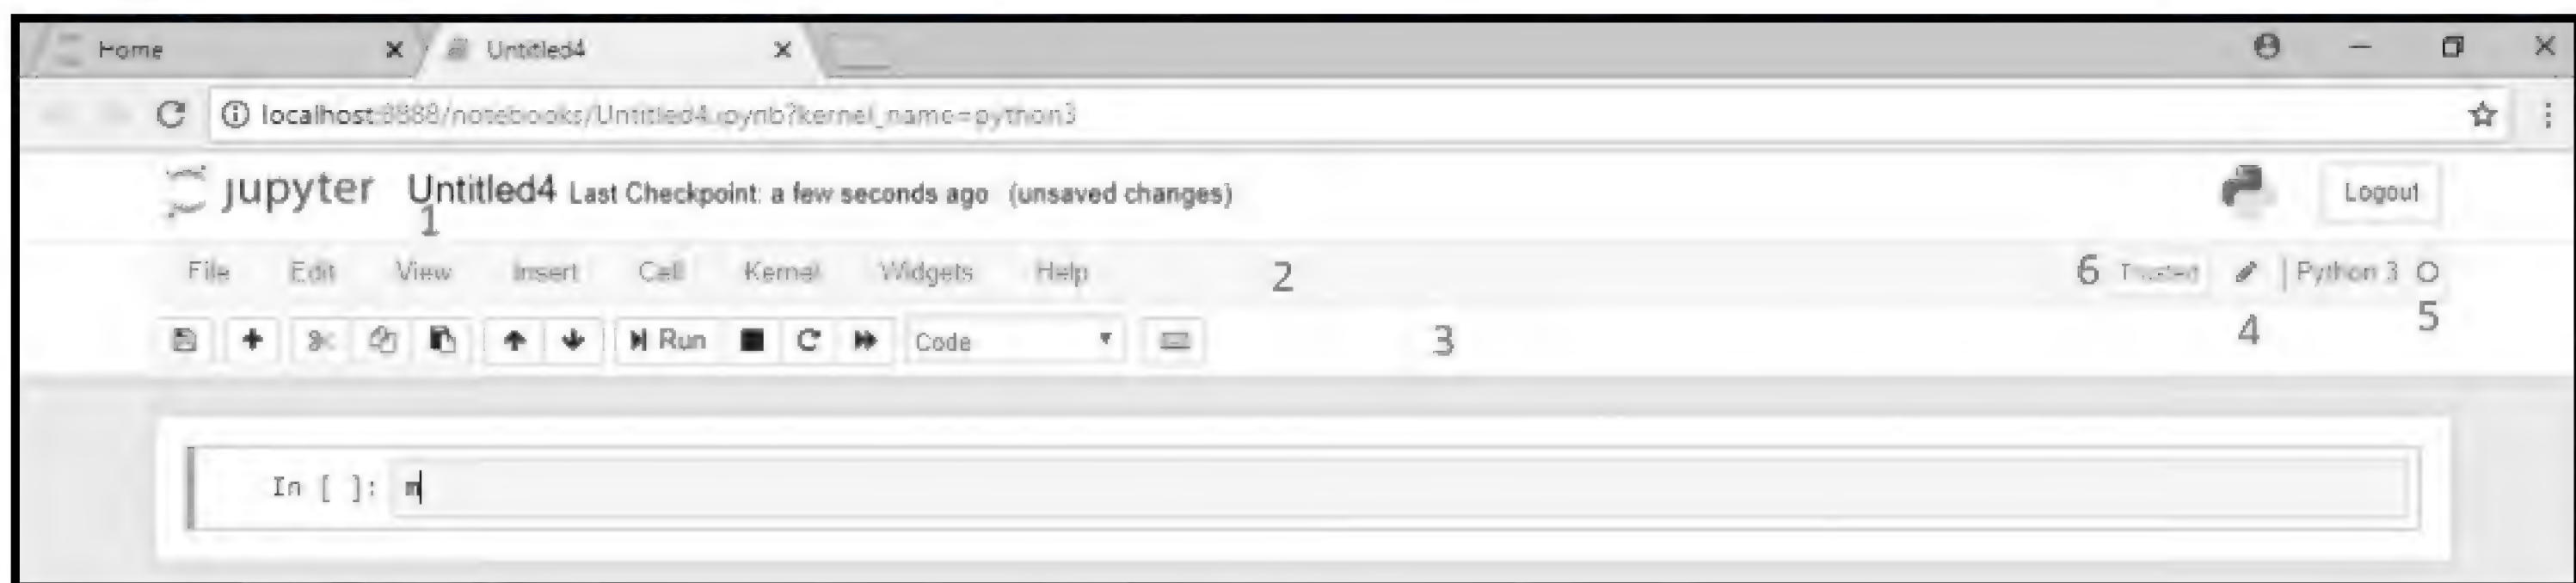 Home Untitled4
localhost:8888/notebooks/Untitled4.ipynb?kernel_name=python3
jupyter Untitled4 Last Checkpoint: a few seconds ago (unsaved changes) Logout
1
File Edit View Insert Cell Kernel Widgets Help 2 6 Trusted Python 3
Run Code 3 4 5
In [ ]: m